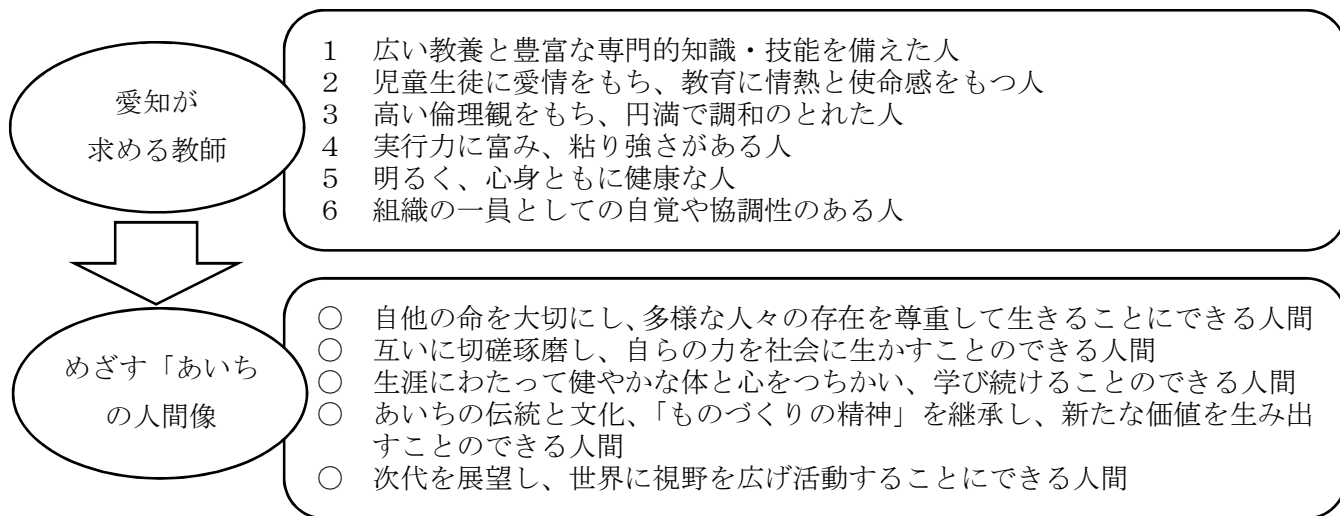 愛知が
求める教師
１　広い教養と豊富な専門的知識・技能を備えた人
２　児童生徒に愛情をもち、教育に情熱と使命感をもつ人
３　高い倫理観をもち、円満で調和のとれた人
４　実行力に富み、粘り強さがある人
５　明るく、心身ともに健康な人
６　組織の一員としての自覚や協調性のある人
めざす「あいち
の人間像
○　自他の命を大切にし、多様な人々の存在を尊重して生きることにできる人間
○　互いに切磋琢磨し、自らの力を社会に生かすことのできる人間
○　生涯にわたって健やかな体と心をつちかい、学び続けることのできる人間
○　あいちの伝統と文化、「ものづくりの精神」を継承し、新たな価値を生み出
すことのできる人間
○　次代を展望し、世界に視野を広げ活動することにできる人間